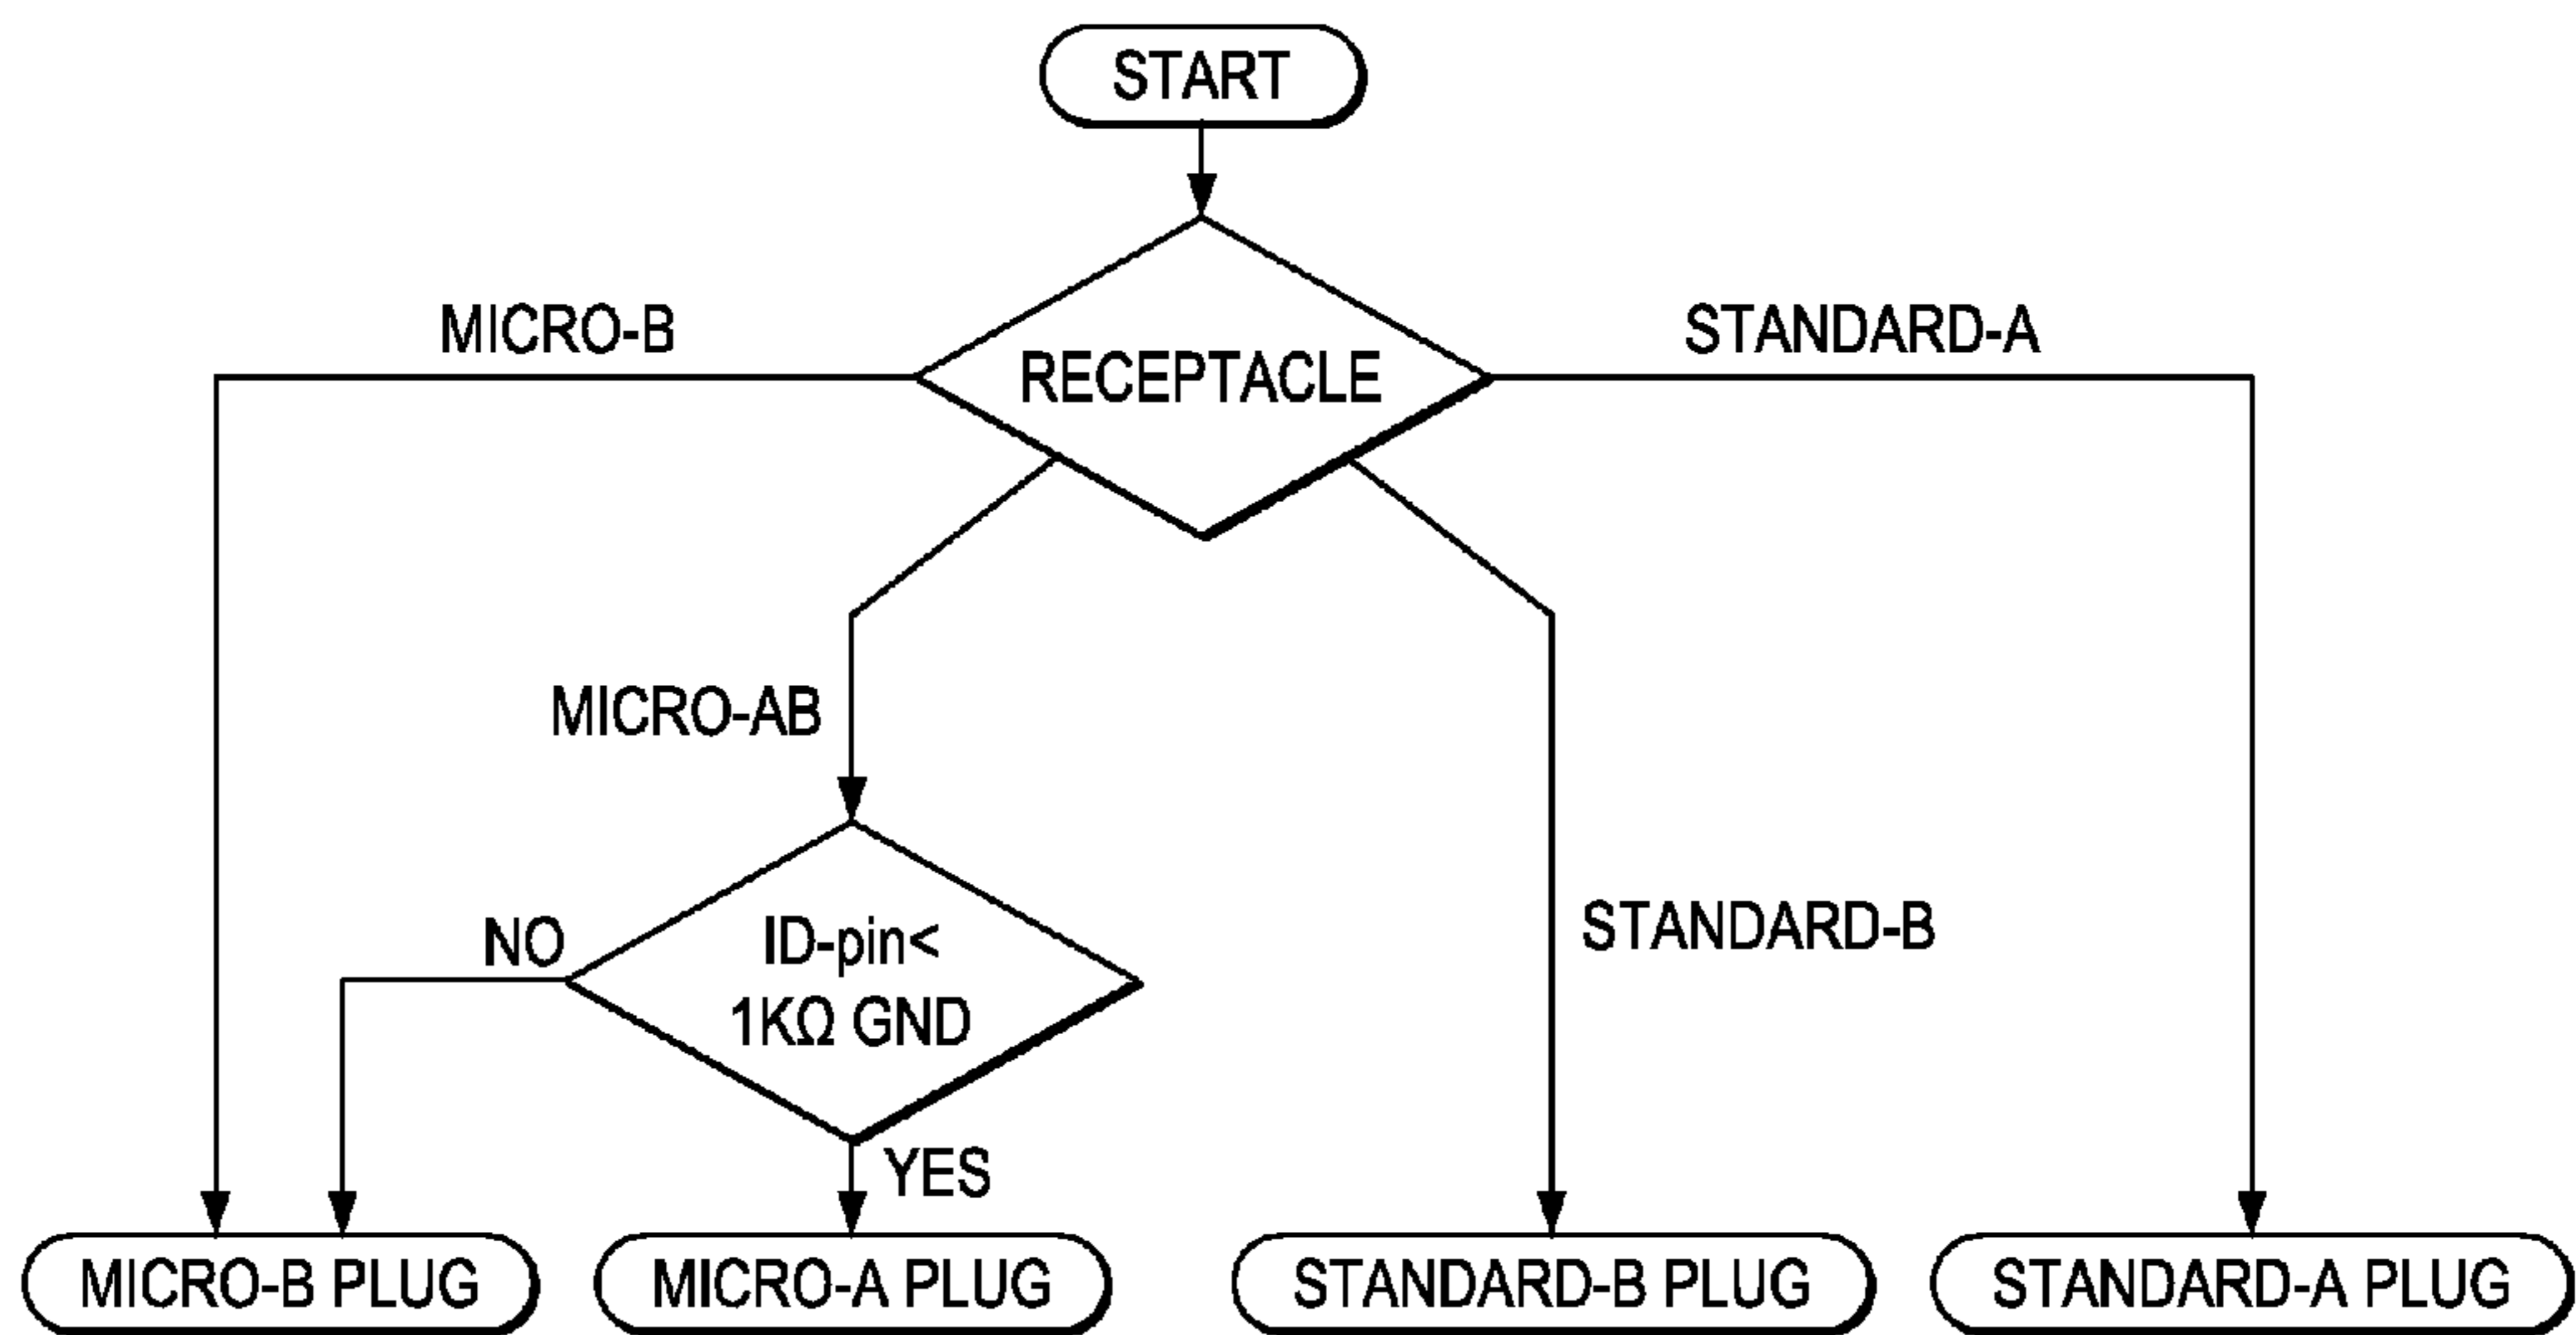 START
MICRO-B
STANDARD-A
RECEPTACLE
MICRO-AB
STANDARD-B
NO
ID-pin<
1KΩ GND
YES
MICRO-B PLUG
MICRO-A PLUG
STANDARD-B PLUG
STANDARD-A PLUG